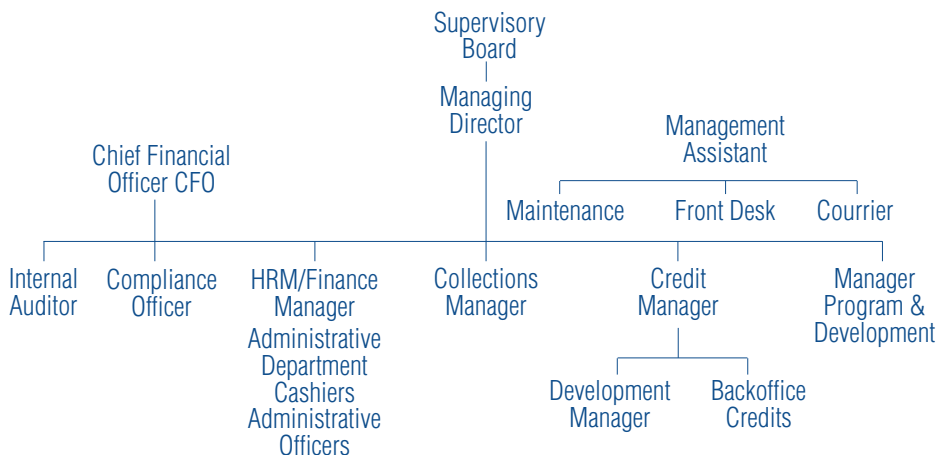 Supervisory
Board
Managing
Director
Management
Assistant
Chief Financial
Officer CFO
Maintenance
Front Desk
Courrier
Internal
Auditor
Compliance
Officer
HRM/Finance
Manager
Administrative
Department
Cashiers
Administrative
Officers
Collections
Manager
Credit
Manager
Development
Manager
Backoffice
Credits
Manager
Program &
Development